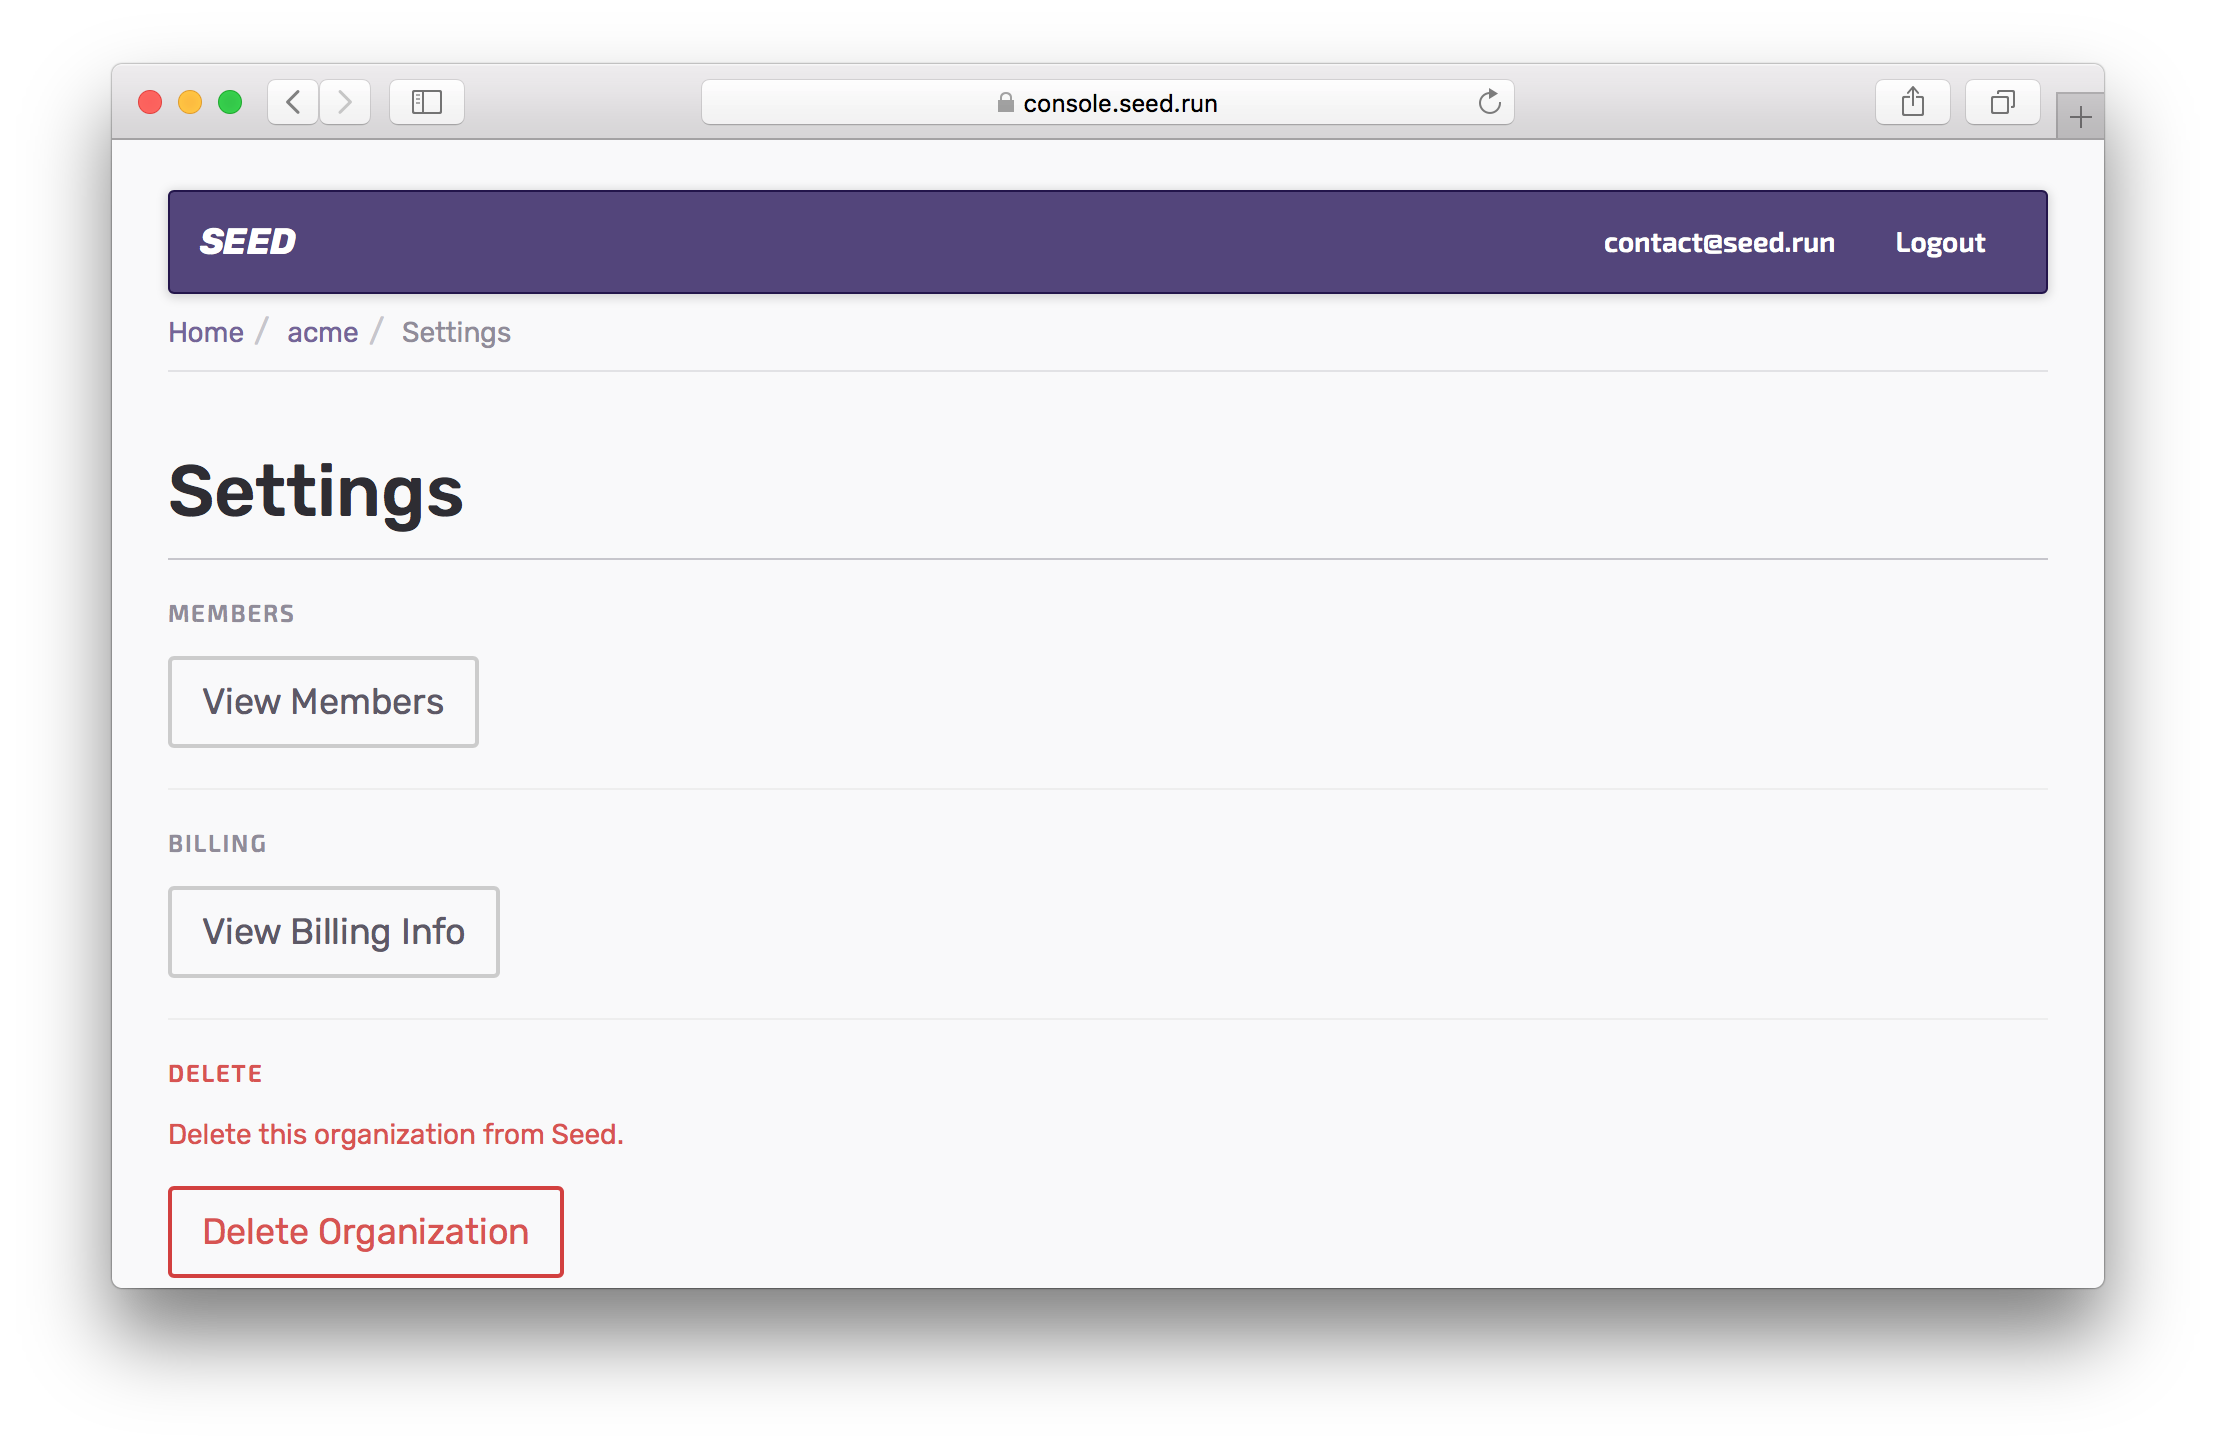 console.seed.run
SEED
contact@seed.run Logout
Home / acme / Settings
Settings
MEMBERS
View Members
BILLING
View Billing Info
DELETE
Delete this organization from Seed.
Delete Organization